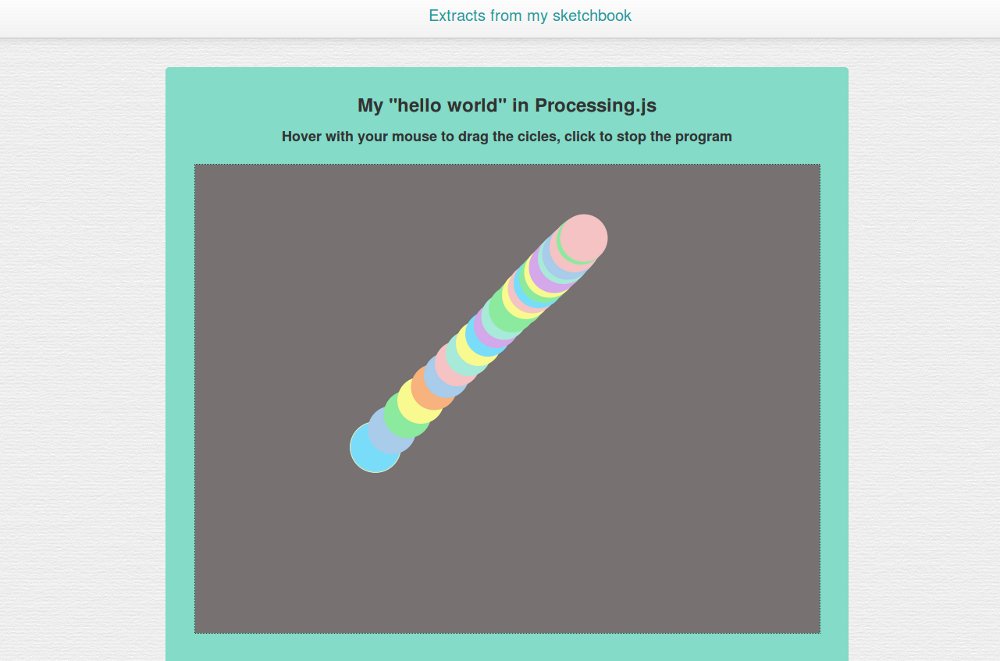 Extracts from my sketchbook
My "hello world" in Processing.js
Hover with your mouse to drag the cicles, click to stop the program